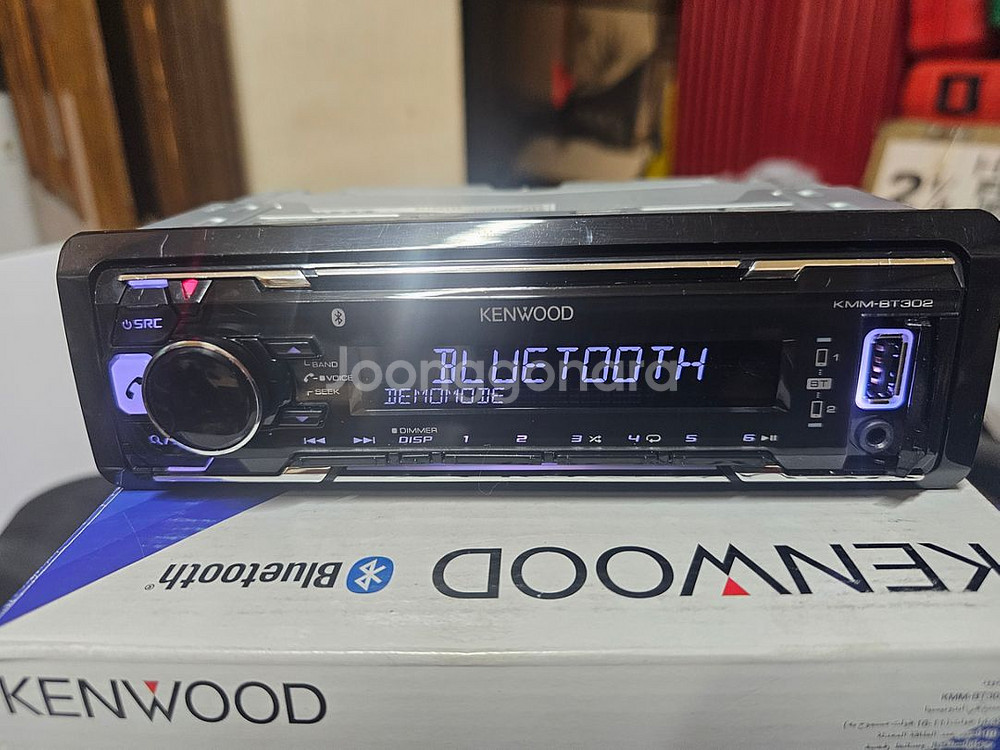 KENWOOD
KMM-BT302
SRC
BAND
VOICE
SEEK
BLUETOOTH
DEMOMODE
loonagonaia
1
BT
2
DIMMER
DISP
1
2
3
4
5
6
Bluetooth®
KENWOOD
KENWOOD